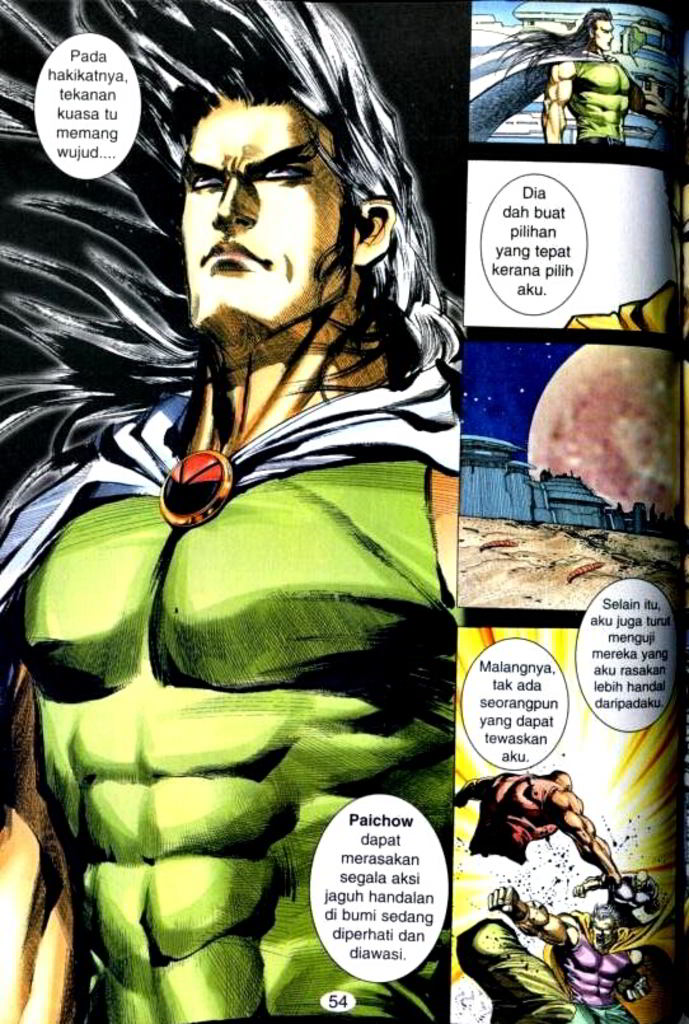 Pada
hakikatnya,
tekanan
kuasa tu
memang
wujud....
Dia
dah buat
pilihan
yang tepat
kerana pilih
aku.
Selain itu,
aku juga turut
menguji
mereka yang
aku rasakan
lebih handal
daripadaku.
Malangnya,
tak ada
seorangpun
yang dapat
tewaskan
aku.
Paichow
dapat
merasakan
segala aksi
jaguh handalan
di bumi sedang
diperhati dan
diawasi.
54